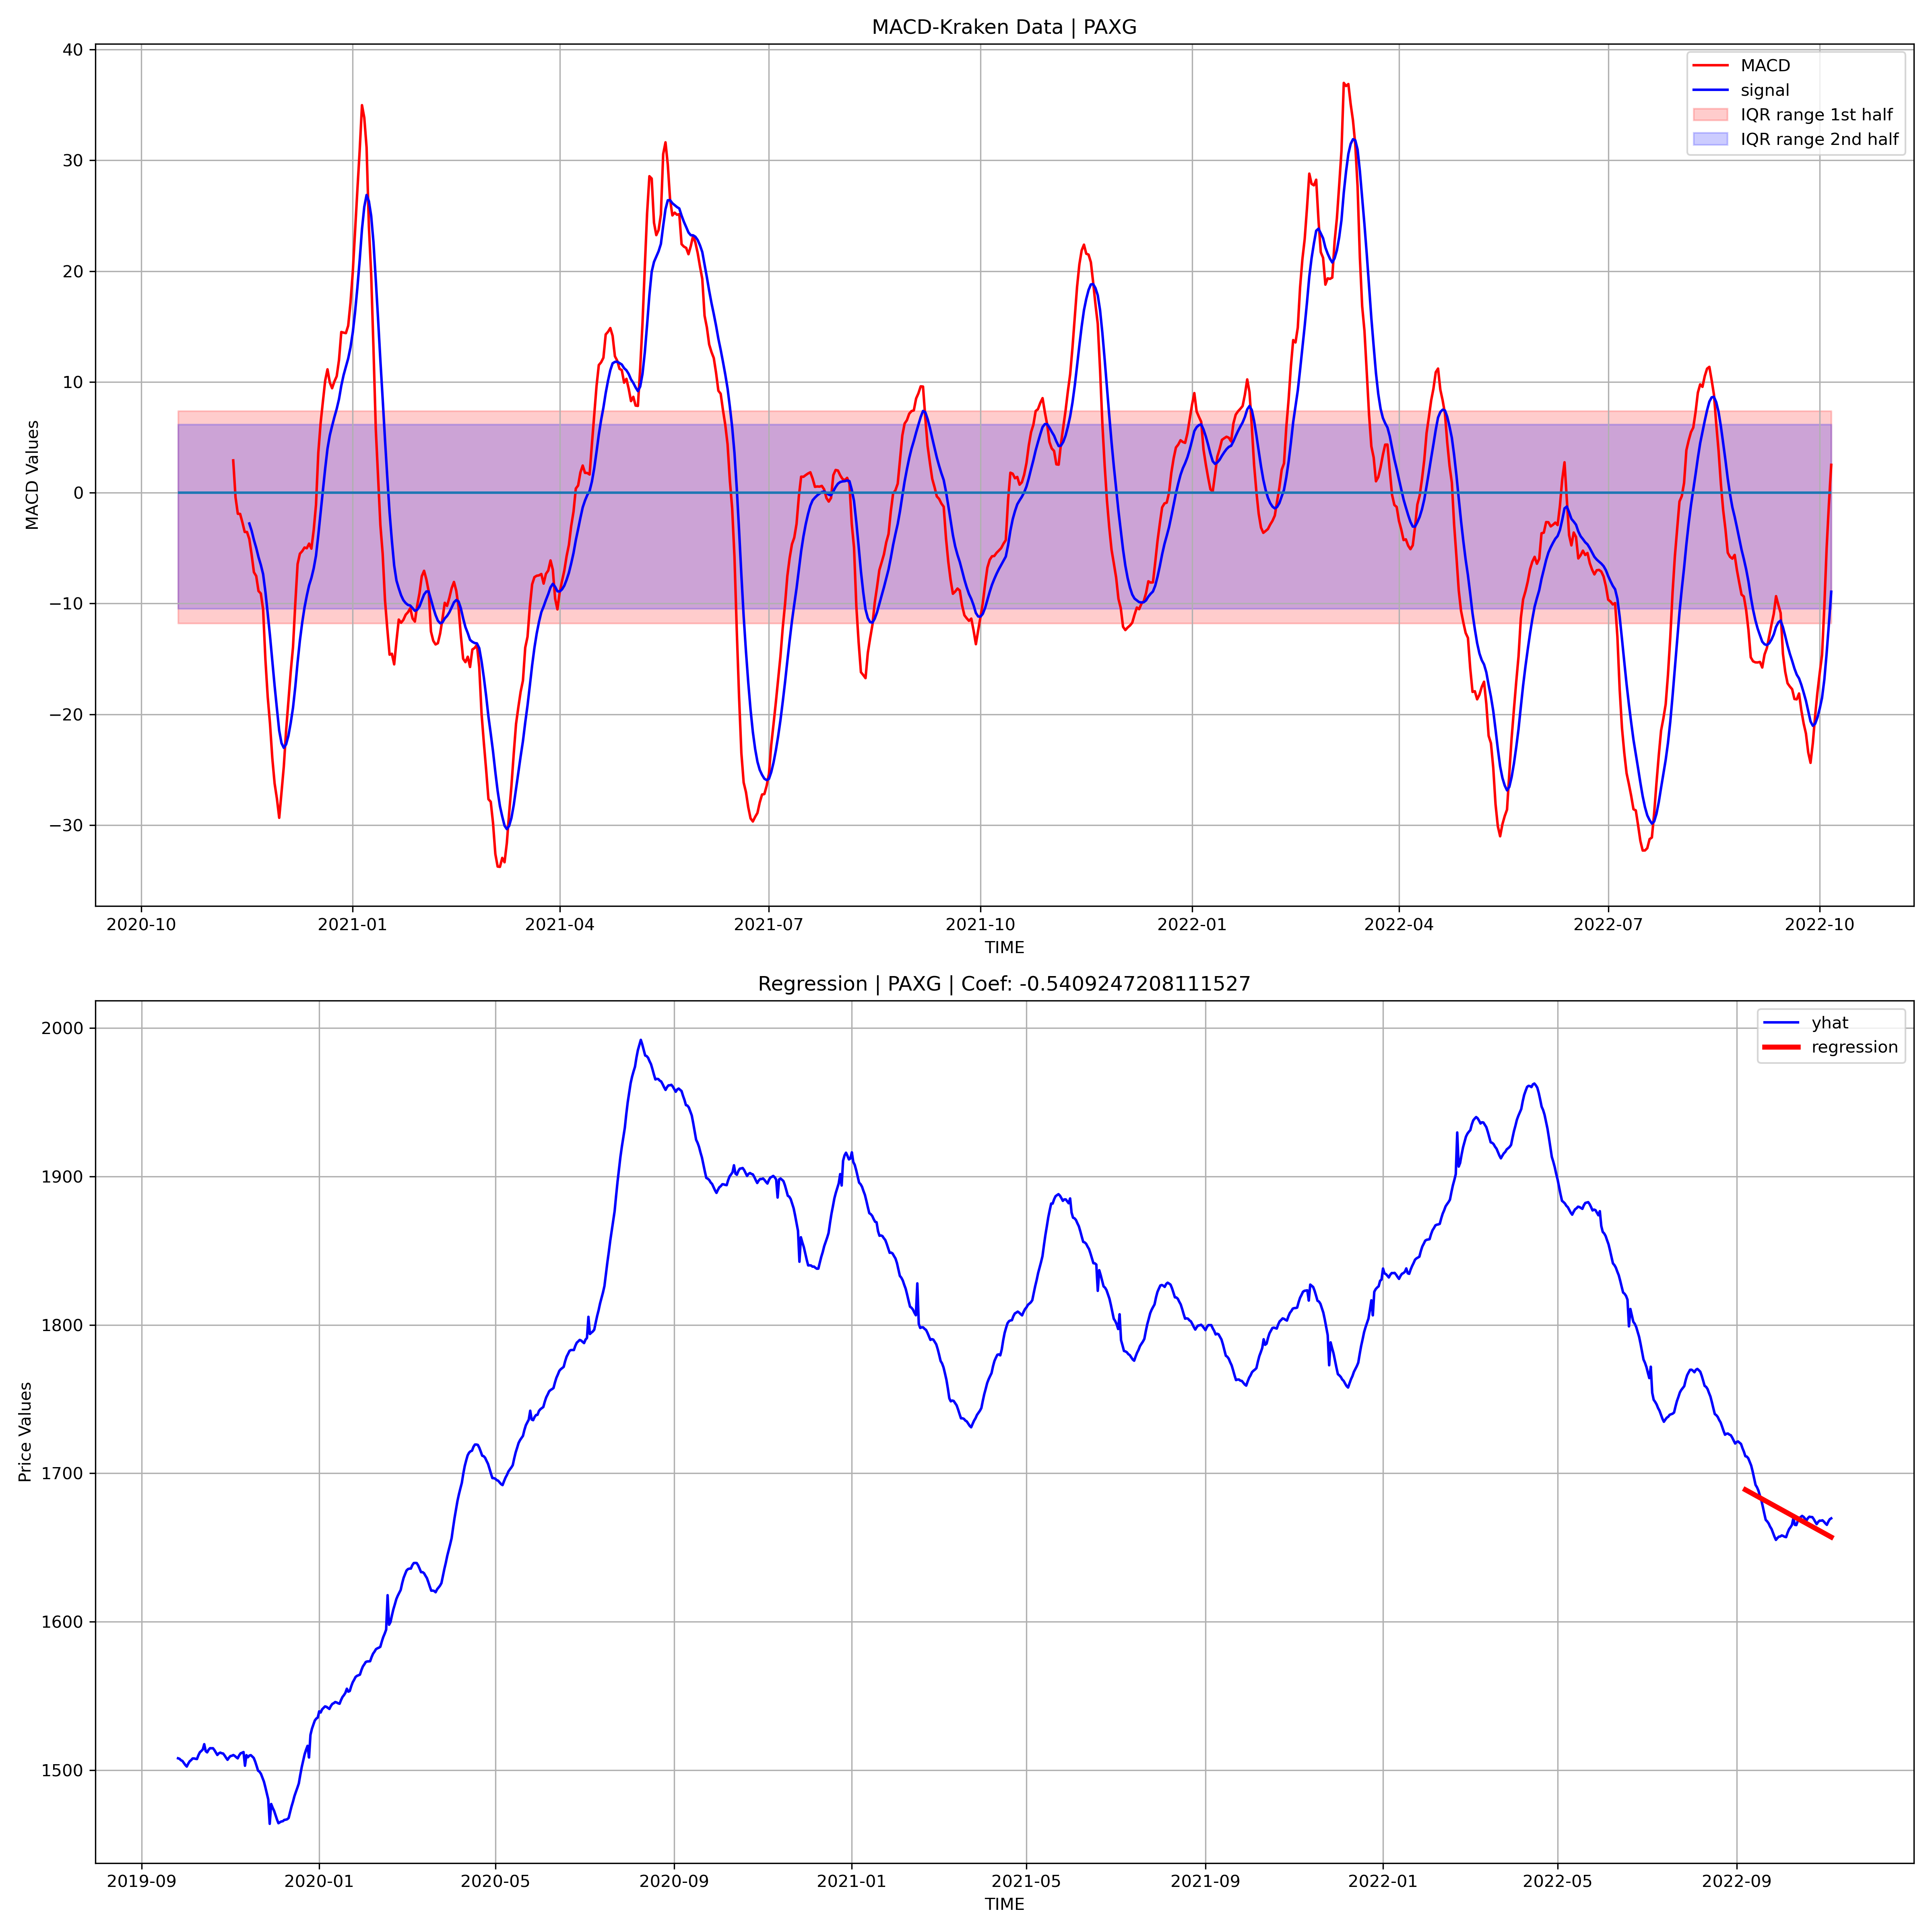 MACD-Kraken Data | PAXG
40
30
20
10
0
−10
−20
−30
MACD Values
MACD
signal
IQR range 1st half
IQR range 2nd half
2020-10
2021-01
2021-04
2021-07
2021-10
2022-01
2022-04
2022-07
2022-10
TIME
Regression | PAXG | Coef: -0.5409247208111527
2000
1900
1800
1700
1600
1500
Price Values
yhat
regression
2019-09
2020-01
2020-05
2020-09
2021-01
2021-05
2021-09
2022-01
2022-05
2022-09
TIME